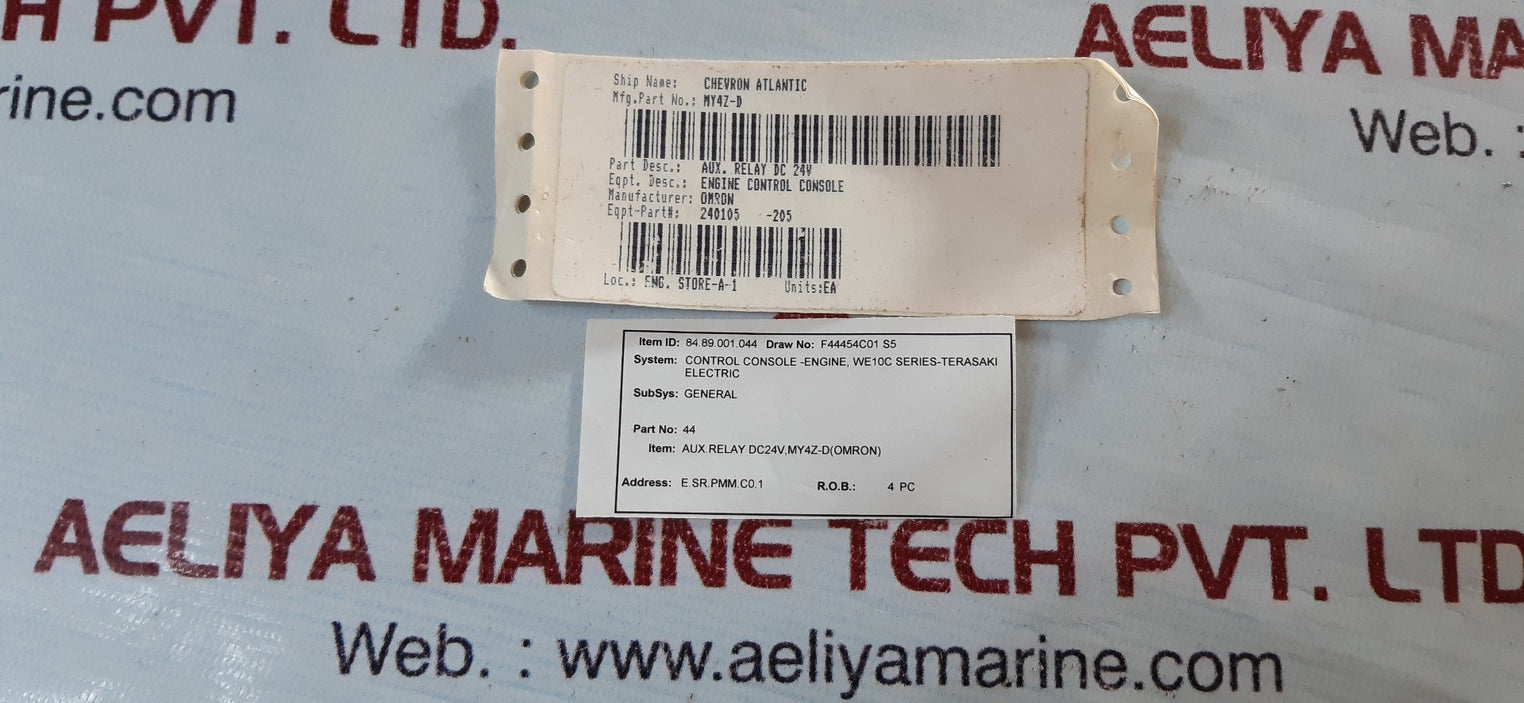 H PVT. LTD.
AELIYA MA
rine.com
Web. :
Ship Name: CHEVRON ATLANTIC
Mfg.Part No.: MY4Z-D
Part Desc.: AUX. RELAY DC 24V
Eqpt. Desc.: ENGINE CONTROL CONSOLE
Manufacturer: OMRON
Eqpt-Part#: 240105 -205
Loc.: ENG. STORE-A-1 Units:EA
Item ID: 84.89.001.044 Draw No: F44454C01 S5
System: CONTROL CONSOLE -ENGINE, WE10C SERIES-TERASAKI
ELECTRIC
SubSys: GENERAL
Part No: 44
Item: AUX.RELAY DC24V,MY4Z-D(OMRON)
Address: E.SR.PMM.C0.1 R.O.B.: 4 PC
AELIYA MARINE TECH PVT. LTD
Web. : www.aeliyamarine.com